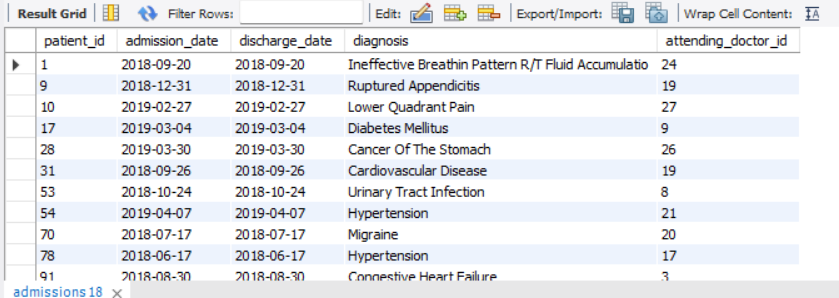 Result Grid Filter Rows: Edit: Export/Import: Wrap Cell Content:
patient_id admission_date discharge_date diagnosis attending_doctor_id
1 2018-09-20 2018-09-20 Ineffective Breathin Pattern R/T Fluid Accumulatio 24
9 2018-12-31 2018-12-31 Ruptured Appendicitis 19
10 2019-02-27 2019-02-27 Lower Quadrant Pain 27
17 2019-03-04 2019-03-04 Diabetes Mellitus 9
28 2019-03-30 2019-03-30 Cancer Of The Stomach 26
31 2018-09-26 2018-09-26 Cardiovascular Disease 19
53 2018-10-24 2018-10-24 Urinary Tract Infection 8
54 2019-04-07 2019-04-07 Hypertension 21
70 2018-07-17 2018-07-17 Migraine 20
78 2018-06-17 2018-06-17 Hypertension 17
91 2018-08-30 2018-08-30 Congestive Heart Failure 3
admissions 18